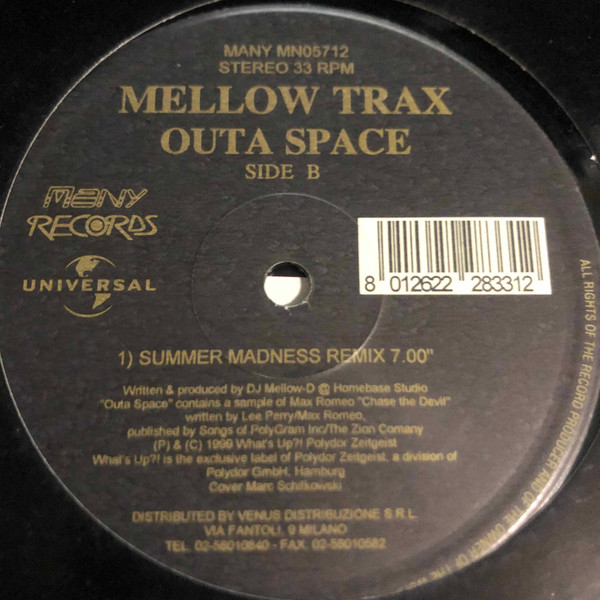 MANY MN05712
STEREO 33 RPM
MELLOW TRAX
OUTA SPACE
SIDE B
MANY
RECORDS
UNIVERSAL
8 012622 283312
1) SUMMER MADNESS REMIX 7.00"
Written & produced by DJ Mellow-D @ Homebase Studio
"Outa Space" contains a sample of Max Romeo "Chase the Devil"
written by Lee Perry/Max Romeo,
published by Songs of PolyGram Inc/The Zion Comany
(P) & (C) 1999 What's Up?! Polydor Zeitgeist
What's Up?! is the exclusive label of Polydor Zeitgeist, a division of
Polydor GmbH, Hamburg
Cover Marc Schilkowski
DISTRIBUTED BY VENUS DISTRIBUZIONE S.R.L.
VIA FANTOLI, 9 MILANO
TEL. 02-58010840 - FAX. 02-58010582
ALL RIGHTS OF THE RECORD PRODUCER AND OF THE OWNER OF THE